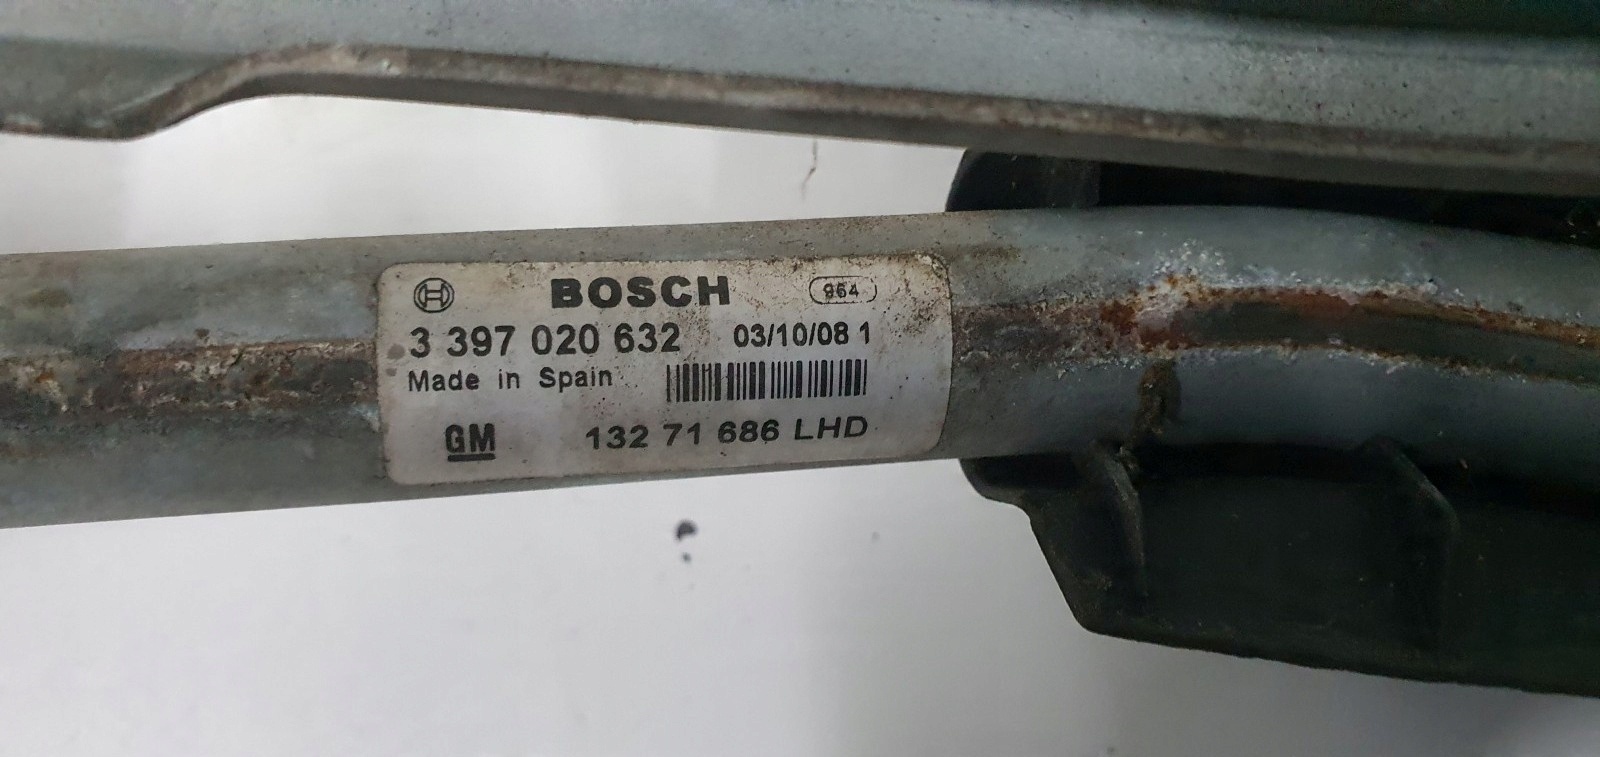 BOSCH 964
3 397 020 632 03/10/08 1
Made in Spain
GM 132 71 686 LHD